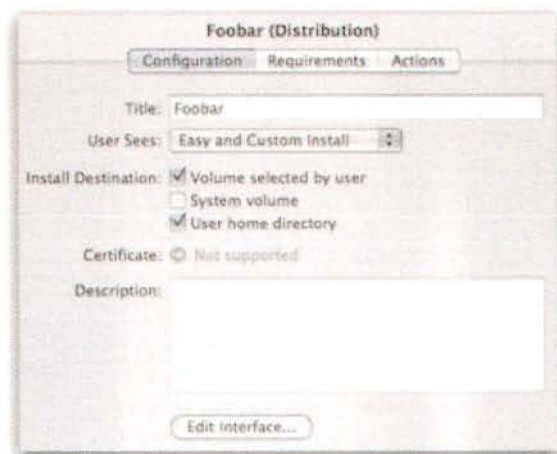 Foobar (Distribution)
Configuration Requirements Actions
Title: Foobar
User Sees: Easy and Custom Install
Install Destination: Volume selected by user
System volume
User home directory
Certificate: Not supported
Description:
Edit Interface...